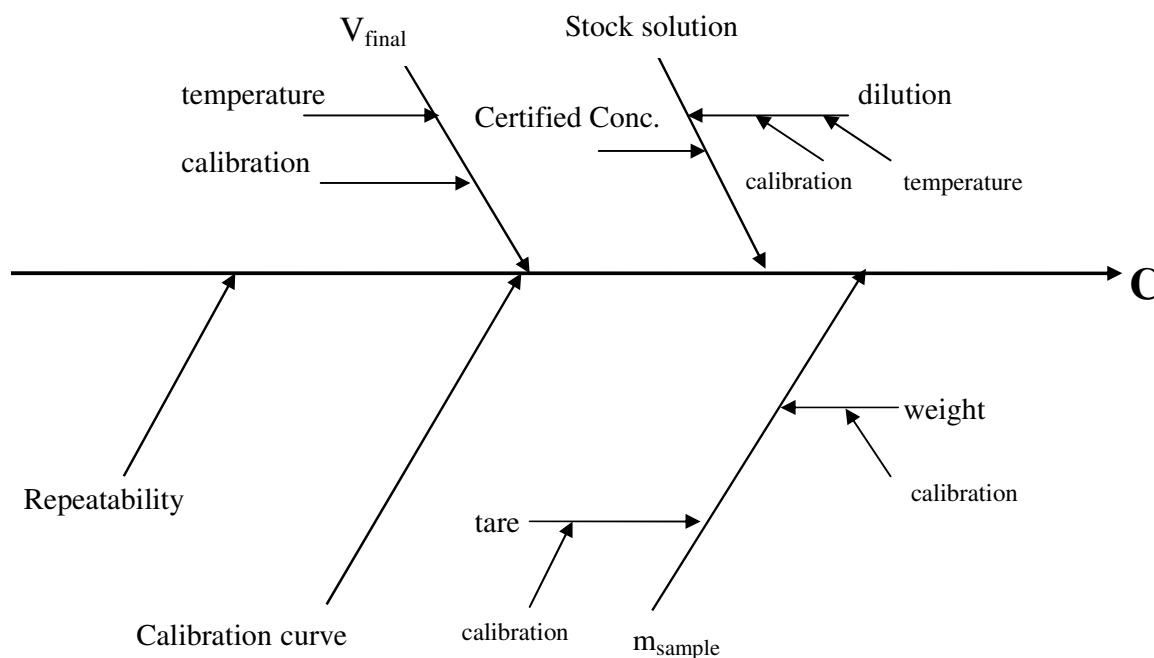 V_final
Stock solution
temperature
dilution
Certified Conc.
calibration
calibration
temperature
C
weight
calibration
Repeatability
tare
calibration
Calibration curve
m_sample